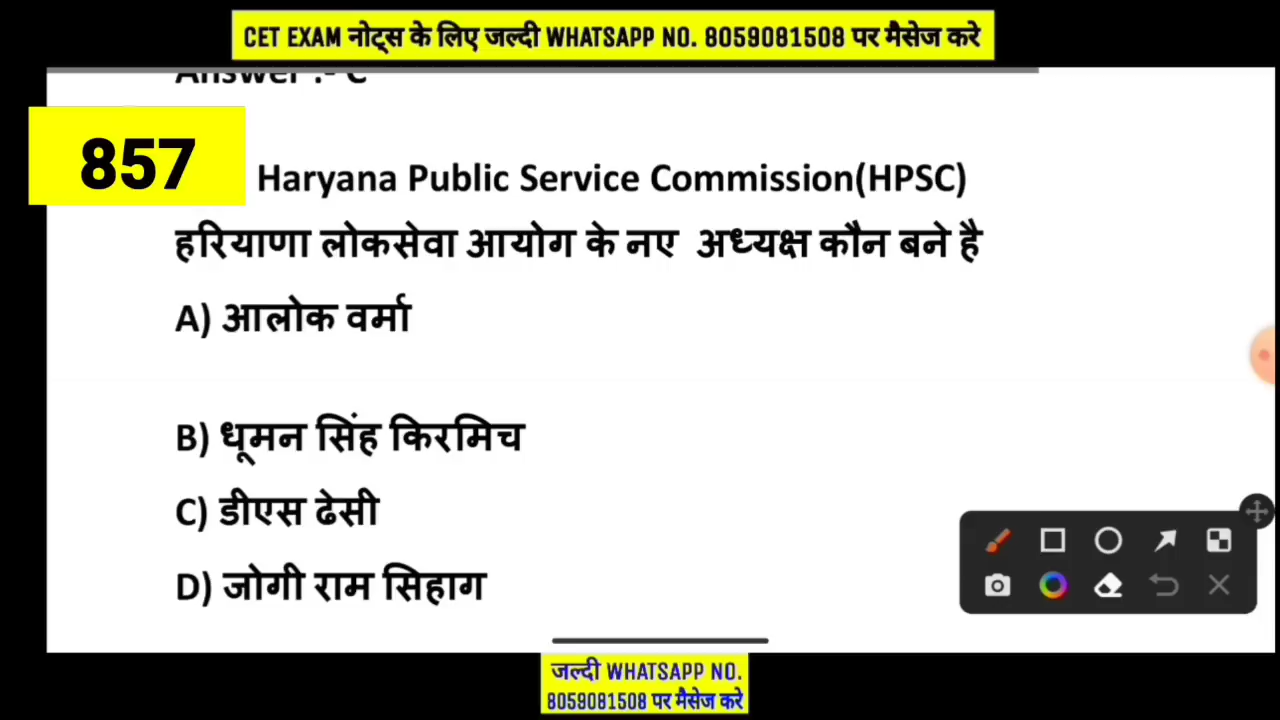 CET EXAM नोट्स के लिए जल्दी WHATSAPP NO. 8059081508 पर मैसेज करे
Answer :- C
857
Haryana Public Service Commission(HPSC)
हरियाणा लोकसेवा आयोग के नए अध्यक्ष कौन बने है
A) आलोक वर्मा
B) धूमन सिंह किरमिच
C) डीएस ढेसी
D) जोगी राम सिहाग
जल्दी WHATSAPP NO.
8059081508 पर मैसेज करे